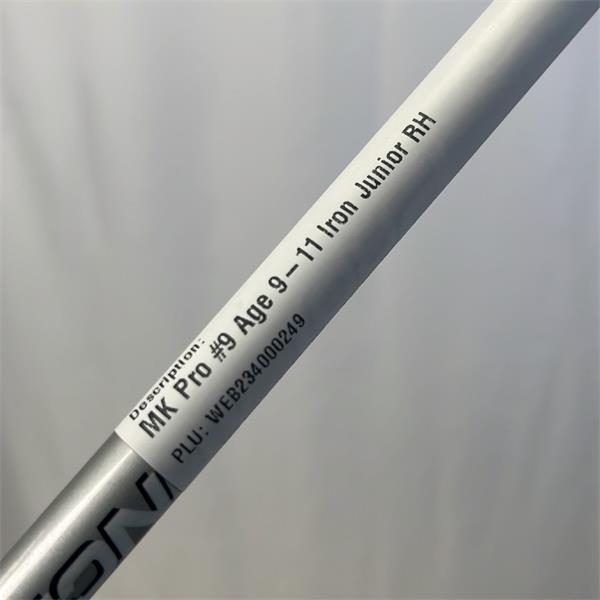 Description:
MK Pro #9 Age 9-11 Iron Junior RH
PLU: WEB234000249